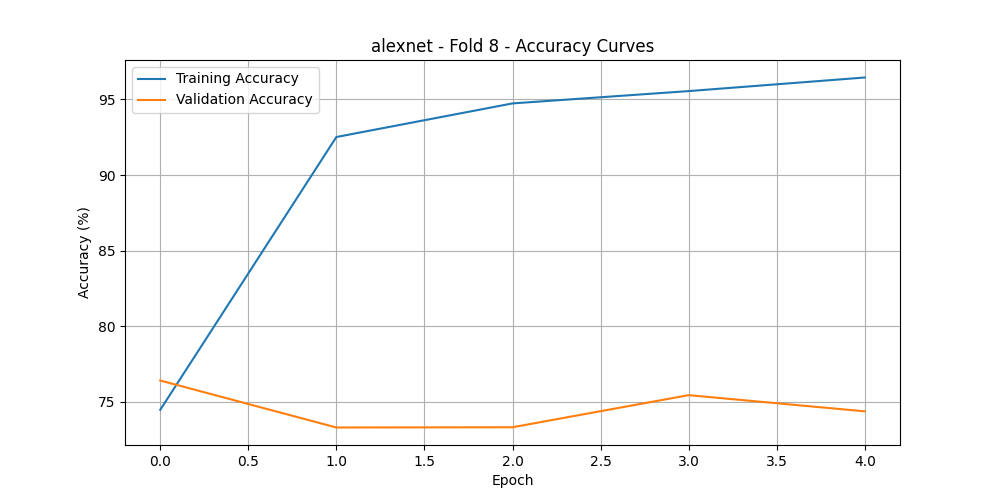 alexnet - Fold 8 - Accuracy Curves
Training Accuracy
Validation Accuracy
Accuracy (%)
95
90
85
80
75
0.0 0.5 1.0 1.5 2.0 2.5 3.0 3.5 4.0
Epoch